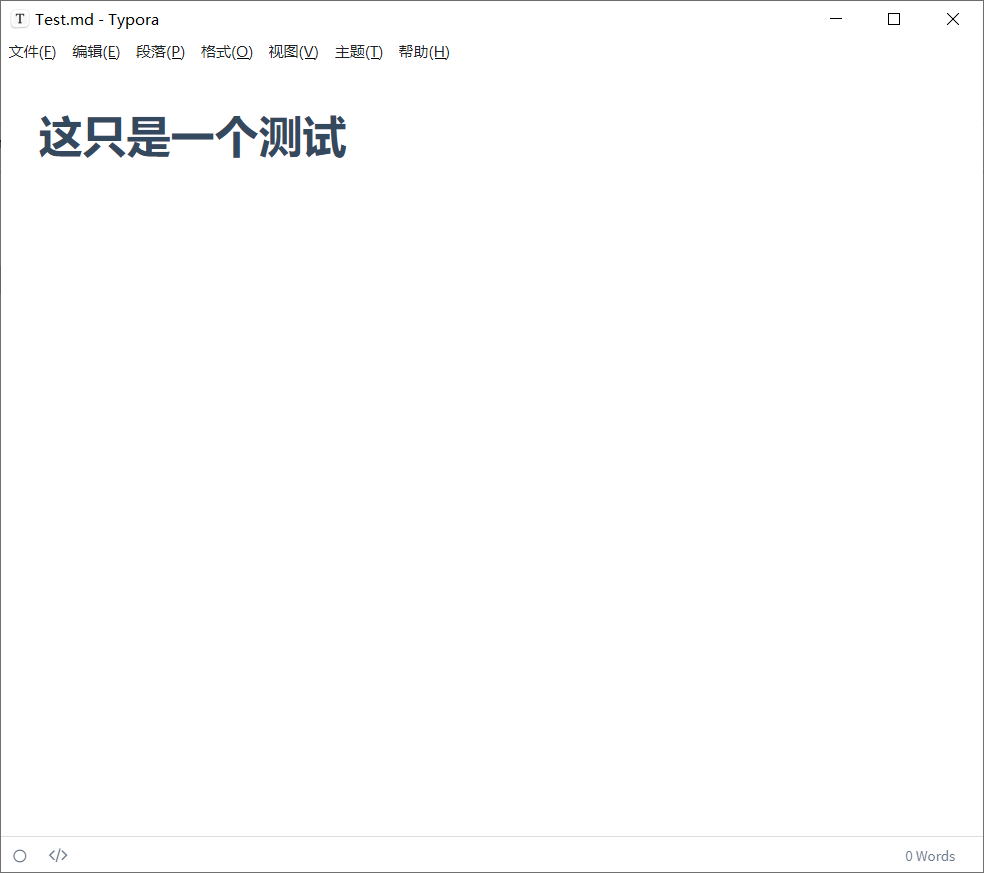 T Test.md - Typora
文件(F) 编辑(E) 段落(P) 格式(O) 视图(V) 主题(T) 帮助(H)
这只是一个测试
</> 0 Words